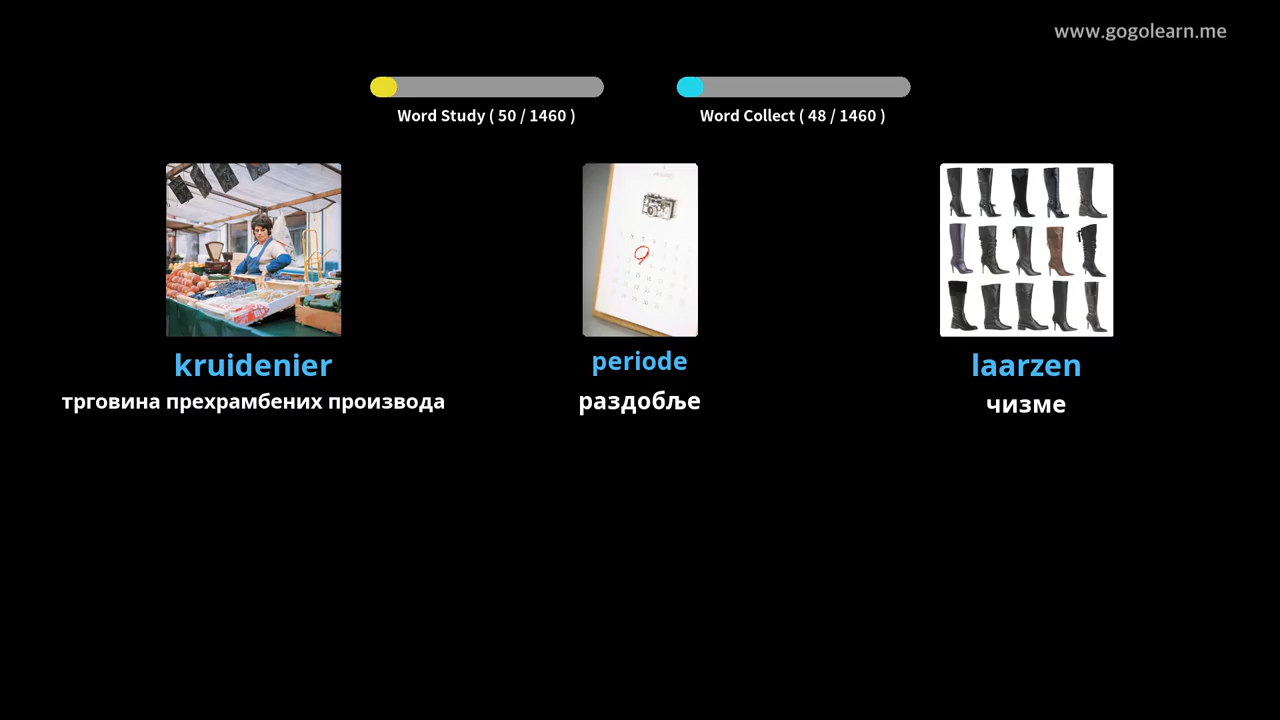 www.gogolearn.me
Word Study ( 50 / 1460 )
Word Collect ( 48 / 1460 )
kruidenier
periode
laarzen
трговина прехрамбених производа
раздобље
чизме